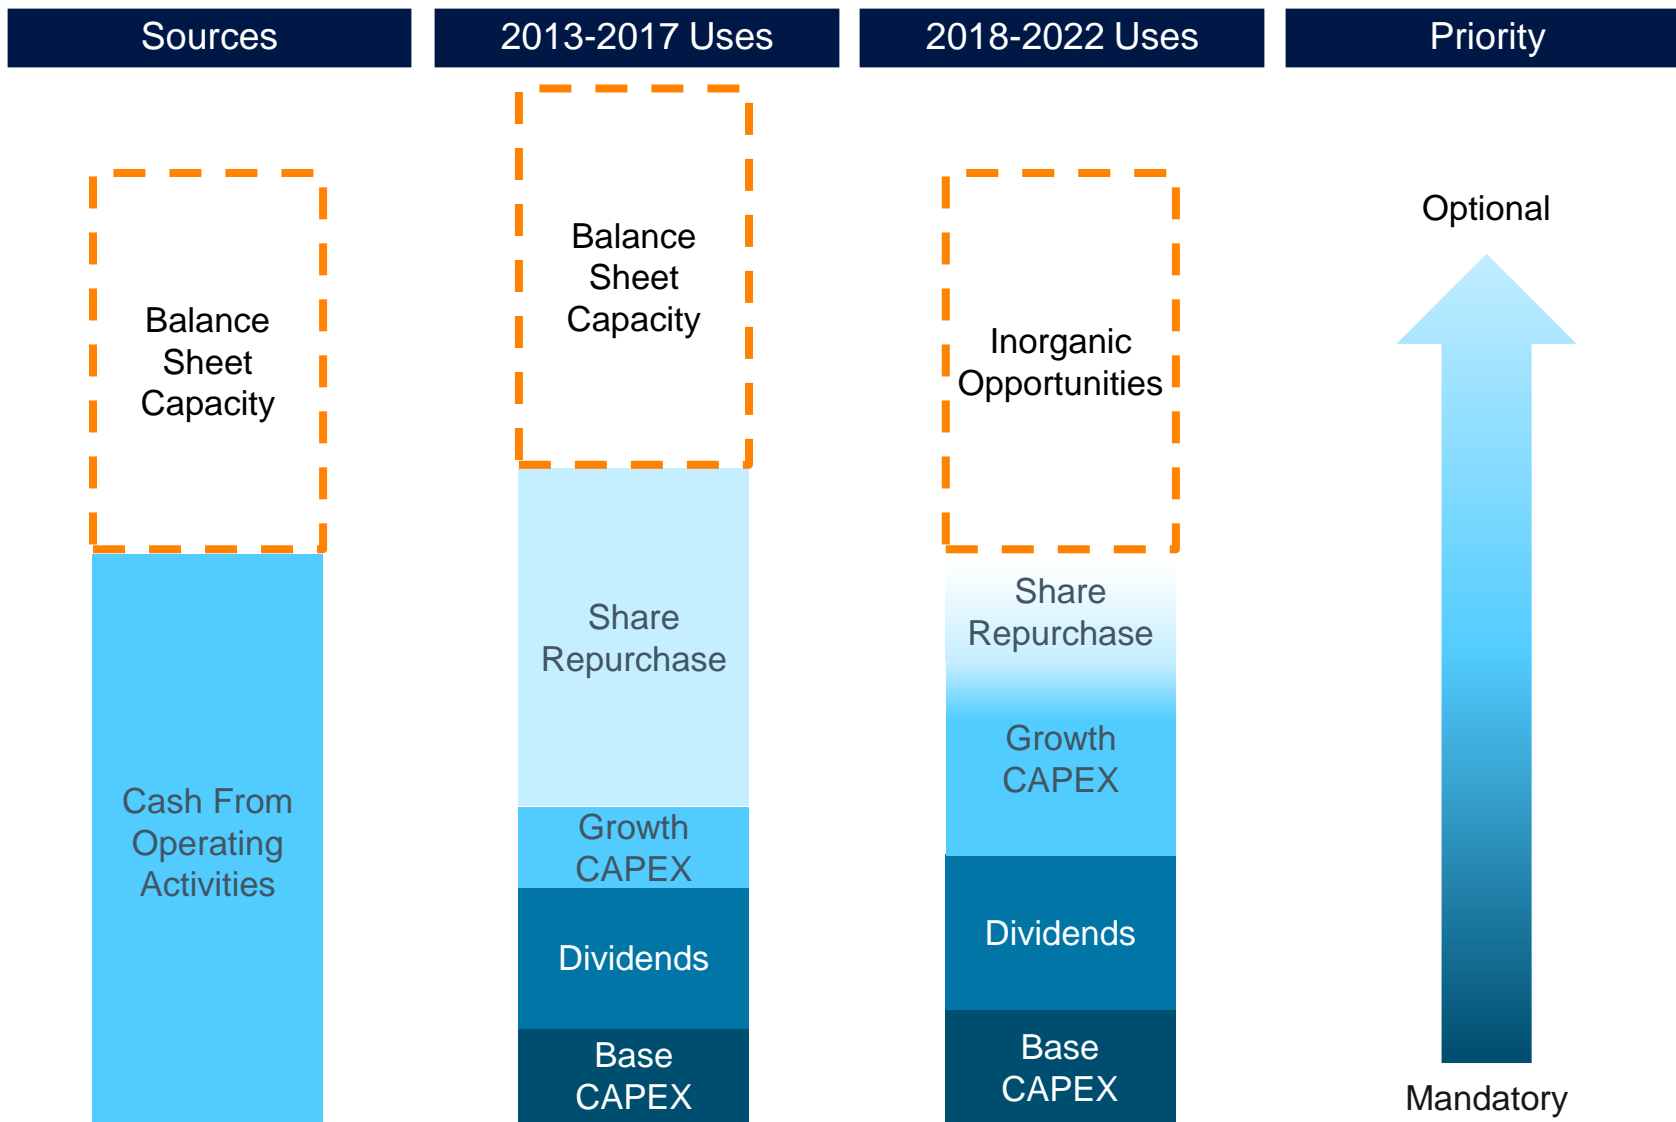 Sources
2013-2017 Uses
2018-2022 Uses
Priority
Balance
Sheet
Capacity
Cash From
Operating
Activities
Balance
Sheet
Capacity
Share
Repurchase
Growth
CAPEX
Dividends
Base
CAPEX
Inorganic
Opportunities
Share
Repurchase
Growth
CAPEX
Dividends
Base
CAPEX
Optional
Mandatory